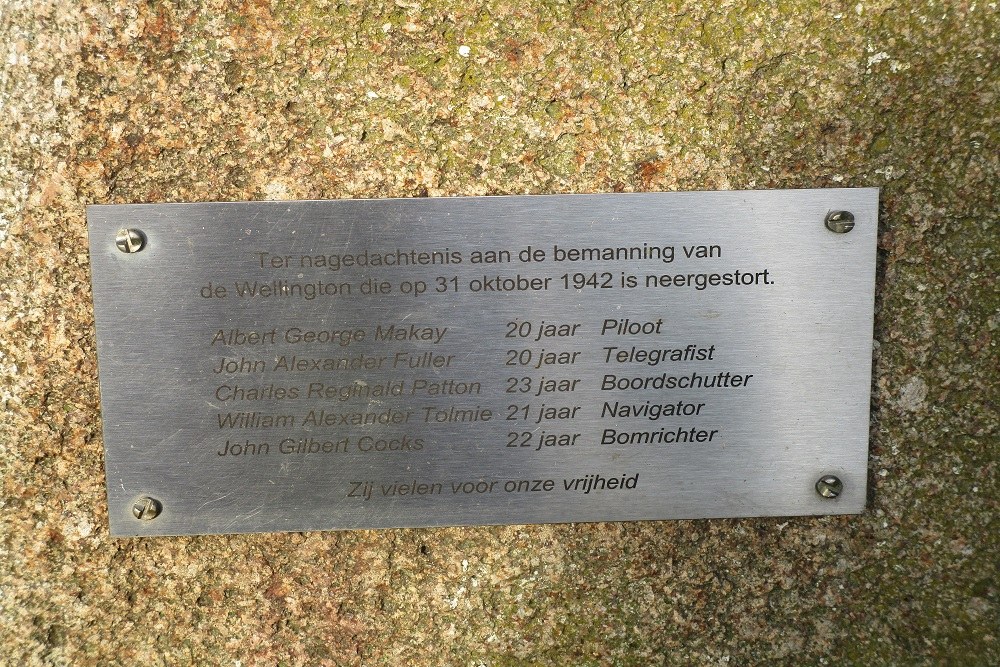 Ter nagedachtenis aan de bemanning van
de Wellington die op 31 oktober 1942 is neergestort.
Albert George Makay 20 jaar Piloot
John Alexander Fuller 20 jaar Telegrafist
Charles Reginald Patton 23 jaar Boordschutter
William Alexander Tolmie 21 jaar Navigator
John Gilbert Cocks 22 jaar Bomrichter
Zij vielen voor onze vrijheid